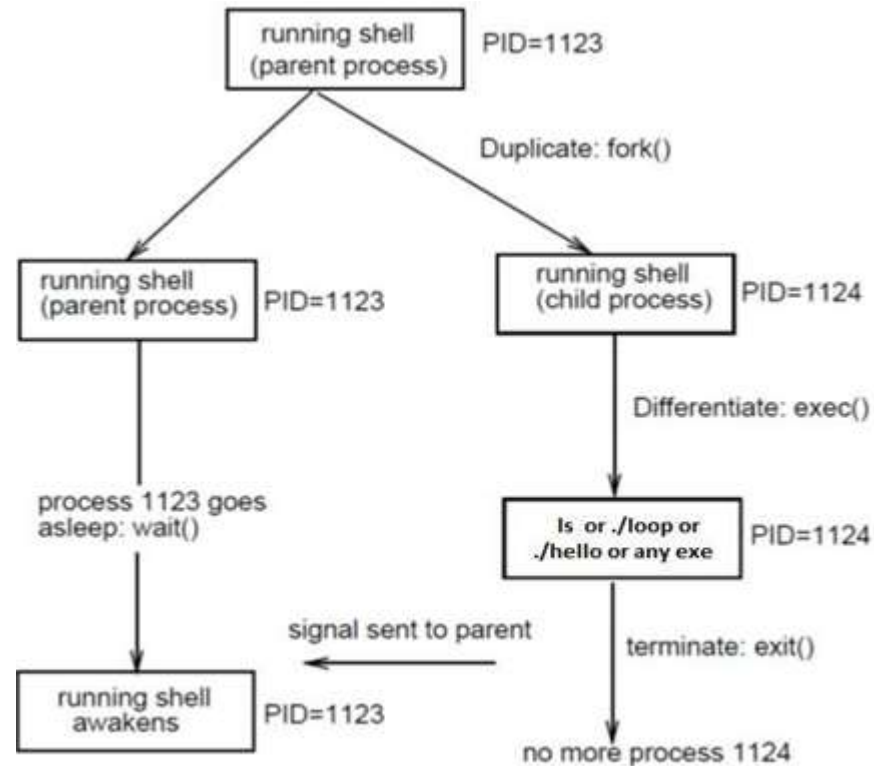 running shell
(parent process)
PID=1123
Duplicate: fork()
running shell
(parent process)
PID=1123
running shell
(child process)
PID=1124
Differentiate: exec()
process 1123 goes
asleep: wait()
ls or ./loop or
./hello or any exe
PID=1124
signal sent to parent
terminate: exit()
running shell
awakens
PID=1123
no more process 1124